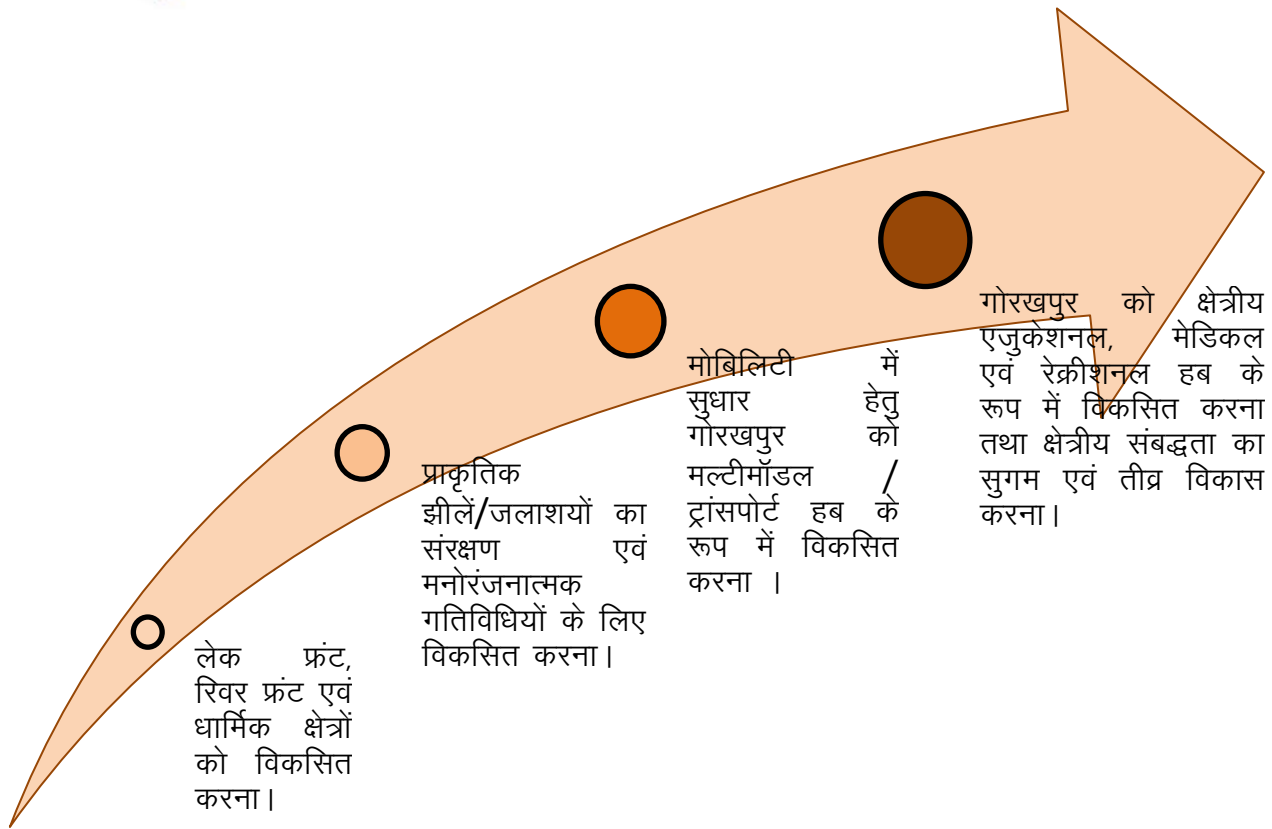 लेक फ्रंट,
रिवर फ्रंट एवं
धार्मिक क्षेत्रों
को विकसित
करना।
प्राकृतिक
झीलें/जलाशयों का
संरक्षण एवं
मनोरंजनात्मक
गतिविधियों के लिए
विकसित करना।
मोबिलिटी में
सुधार हेतु
गोरखपुर को
मल्टीमॉडल /
ट्रांसपोर्ट हब के
रूप में विकसित
करना ।
गोरखपुर को क्षेत्रीय
एजुकेशनल, मेडिकल
एवं रेक्रीशनल हब के
रूप में विकसित करना
तथा क्षेत्रीय संबद्धता का
सुगम एवं तीव्र विकास
करना।